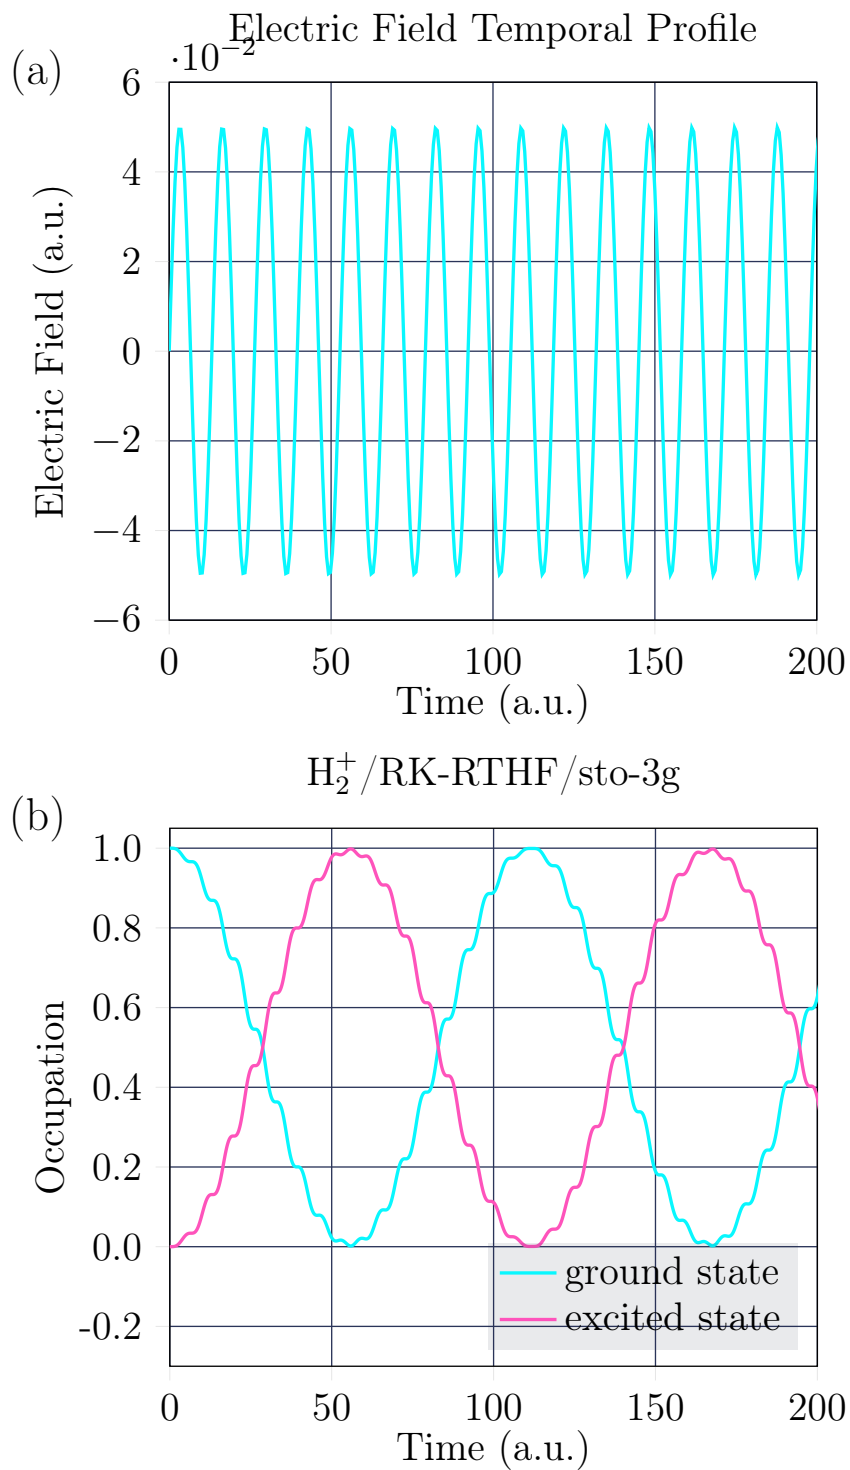 Electric Field Temporal Profile
(a)
·10−2
6
4
2
0
−2
−4
−6
Electric Field (a.u.)
0 50 100 150 200
Time (a.u.)
H2+/RK-RTHF/sto-3g
(b)
1.0
0.8
0.6
0.4
0.2
0.0
-0.2
Occupation
ground state
excited state
0 50 100 150 200
Time (a.u.)